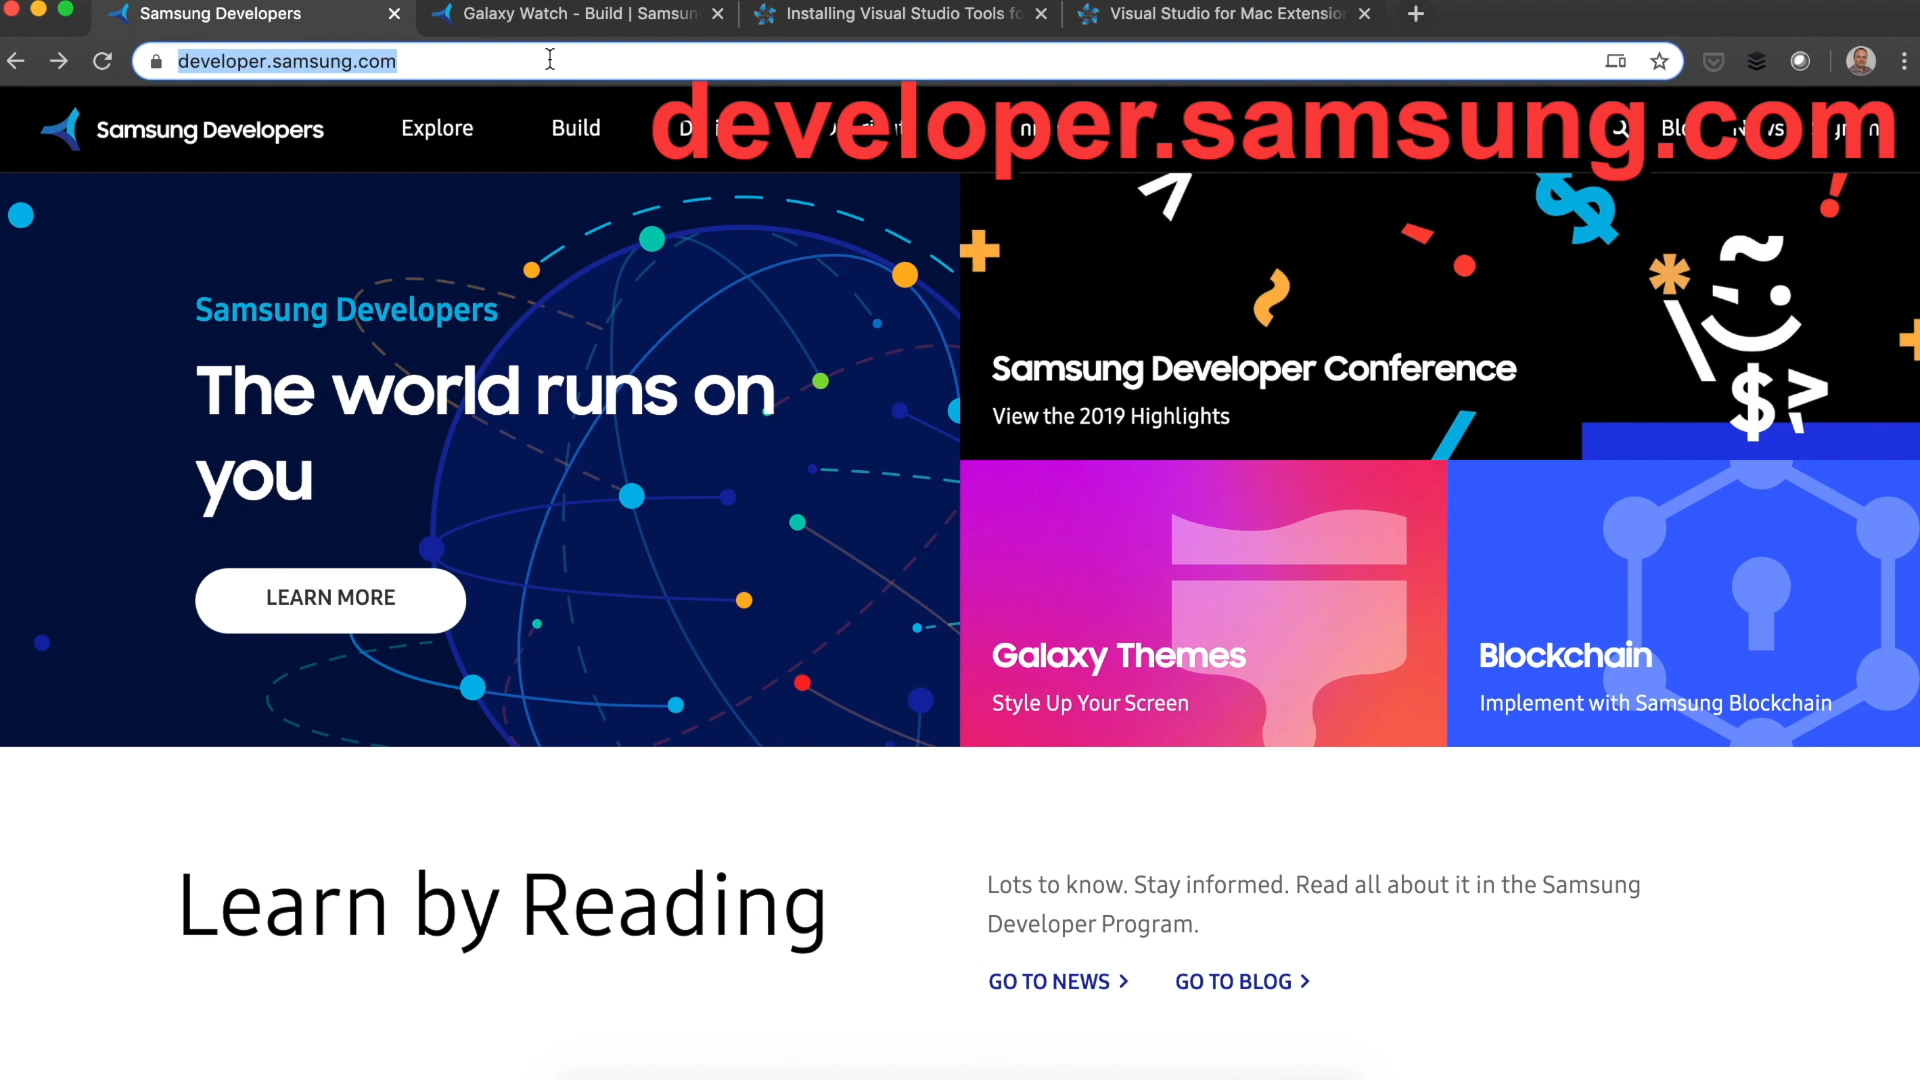 Samsung Developers
Galaxy Watch - Build | Samsun
Installing Visual Studio Tools fo
Visual Studio for Mac Extensio
developer.samsung.com
Samsung Developers
Explore
Build
developer.samsung.com
Samsung Developers
The world runs on
you
LEARN MORE
Samsung Developer Conference
View the 2019 Highlights
Galaxy Themes
Style Up Your Screen
Blockchain
Implement with Samsung Blockchain
Learn by Reading
Lots to know. Stay informed. Read all about it in the Samsung
Developer Program.
GO TO NEWS >
GO TO BLOG >